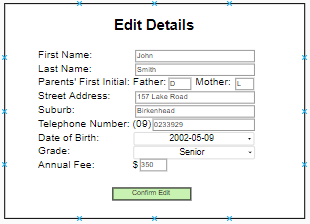 Edit Details
First Name: John
Last Name: Smith
Parents' First Initial: Father: D Mother: L
Street Address: 157 Lake Road
Suburb: Birkenhead
Telephone Number: (09) 0233929
Date of Birth: 2002-05-09
Grade: Senior
Annual Fee: $ 350
Confirm Edit